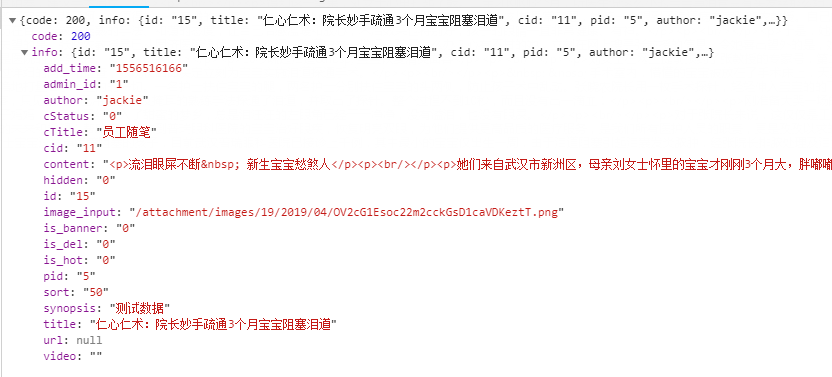 {code: 200, info: {id: "15", title: "仁心仁术：院长妙手疏通3个月宝宝阻塞泪道", cid: "11", pid: "5", author: "jackie",…}}
code: 200
info: {id: "15", title: "仁心仁术：院长妙手疏通3个月宝宝阻塞泪道", cid: "11", pid: "5", author: "jackie",…}
add_time: "1556516166"
admin_id: "1"
author: "jackie"
cStatus: "0"
cTitle: "员工随笔"
cid: "11"
content: "<p>流泪眼屎不断&nbsp; 新生宝宝愁煞人</p><p><br/></p><p>她们来自武汉市新洲区，母亲刘女士怀里的宝宝才刚刚3个月大，胖嘟嘟
hidden: "0"
id: "15"
image_input: "/attachment/images/19/2019/04/OV2cG1Esoc22m2cckGsD1caVDKeztT.png"
is_banner: "0"
is_del: "0"
is_hot: "0"
pid: "5"
sort: "50"
synopsis: "测试数据"
title: "仁心仁术：院长妙手疏通3个月宝宝阻塞泪道"
url: null
video: ""